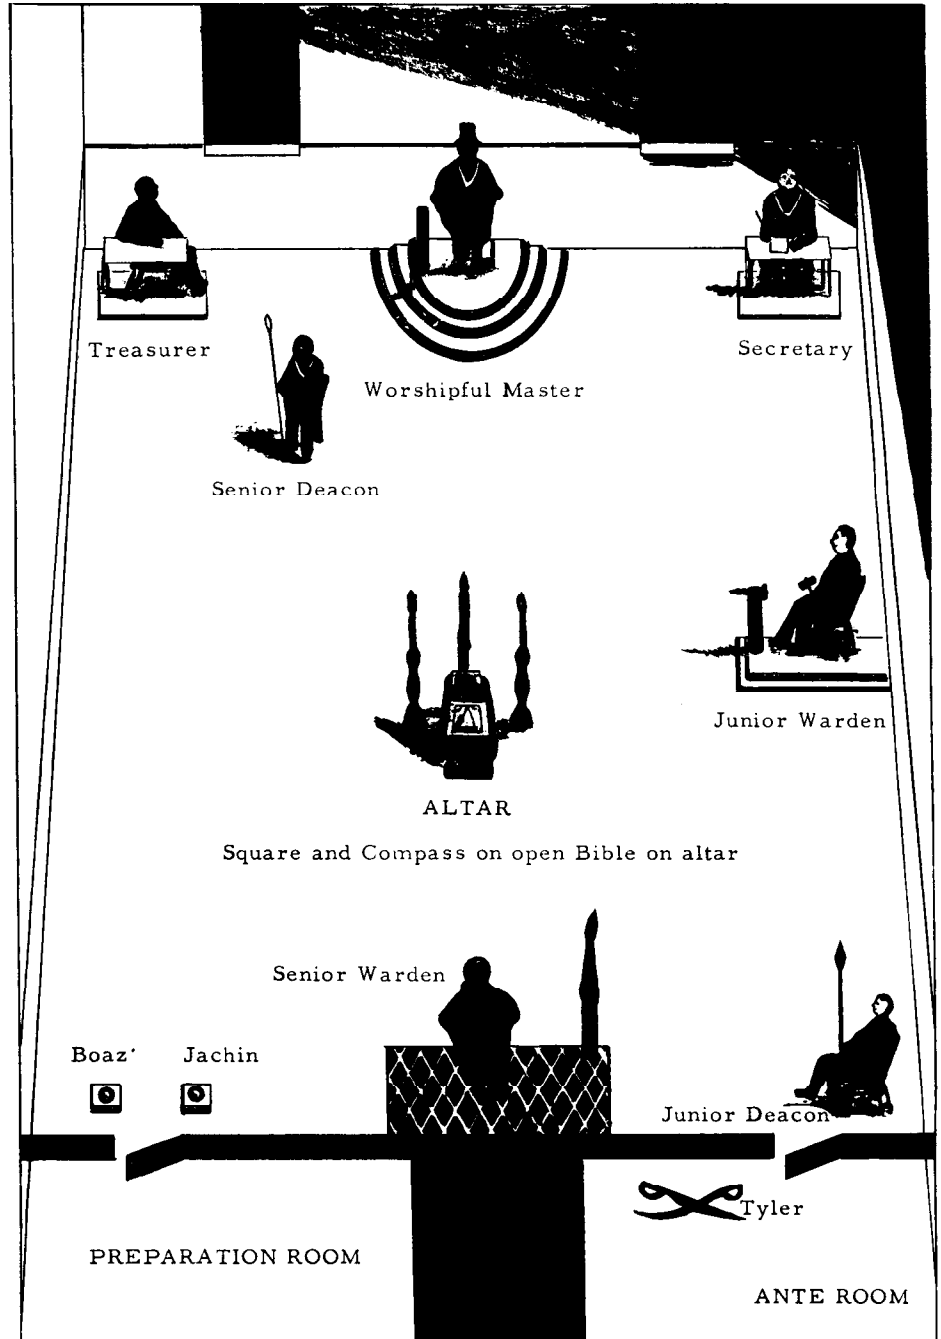 Treasurer
Secretary
Worshipful Master
Senior Deacon
Junior Warden
ALTAR
Square and Compass on open Bible on altar
Senior Warden
Boaz
Jachin
Junior Deacon
Tyler
PREPARATION ROOM
ANTE ROOM